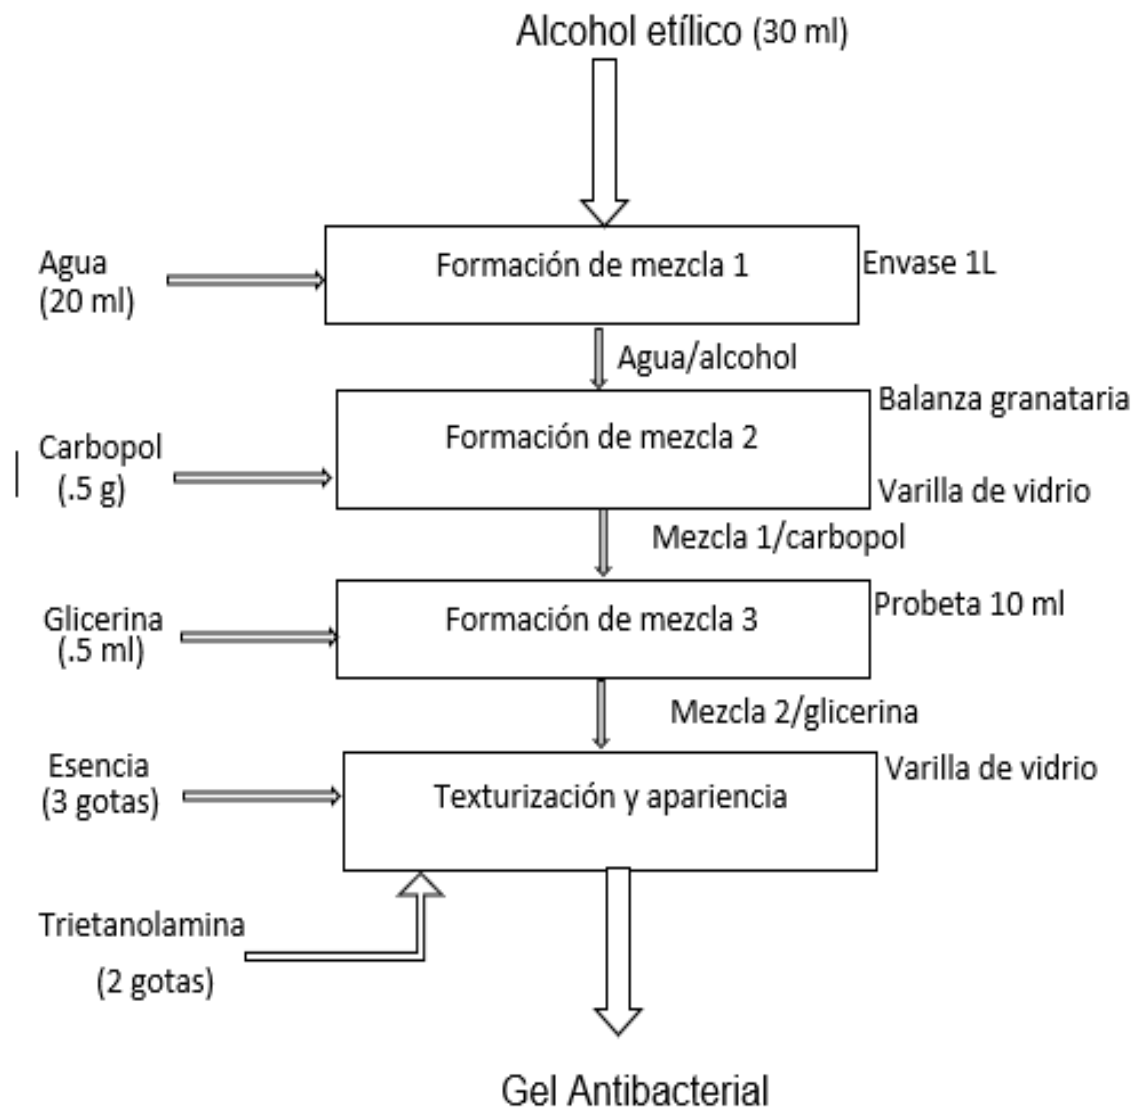 Alcohol etílico (30 ml)
Agua
(20 ml)
Formación de mezcla 1
Envase 1L
Agua/alcohol
Carbopol
(.5 g)
Formación de mezcla 2
Balanza granataria
Varilla de vidrio
Mezcla 1/carbopol
Glicerina
(.5 ml)
Formación de mezcla 3
Probeta 10 ml
Mezcla 2/glicerina
Esencia
(3 gotas)
Texturización y apariencia
Varilla de vidrio
Trietanolamina
(2 gotas)
Gel Antibacterial